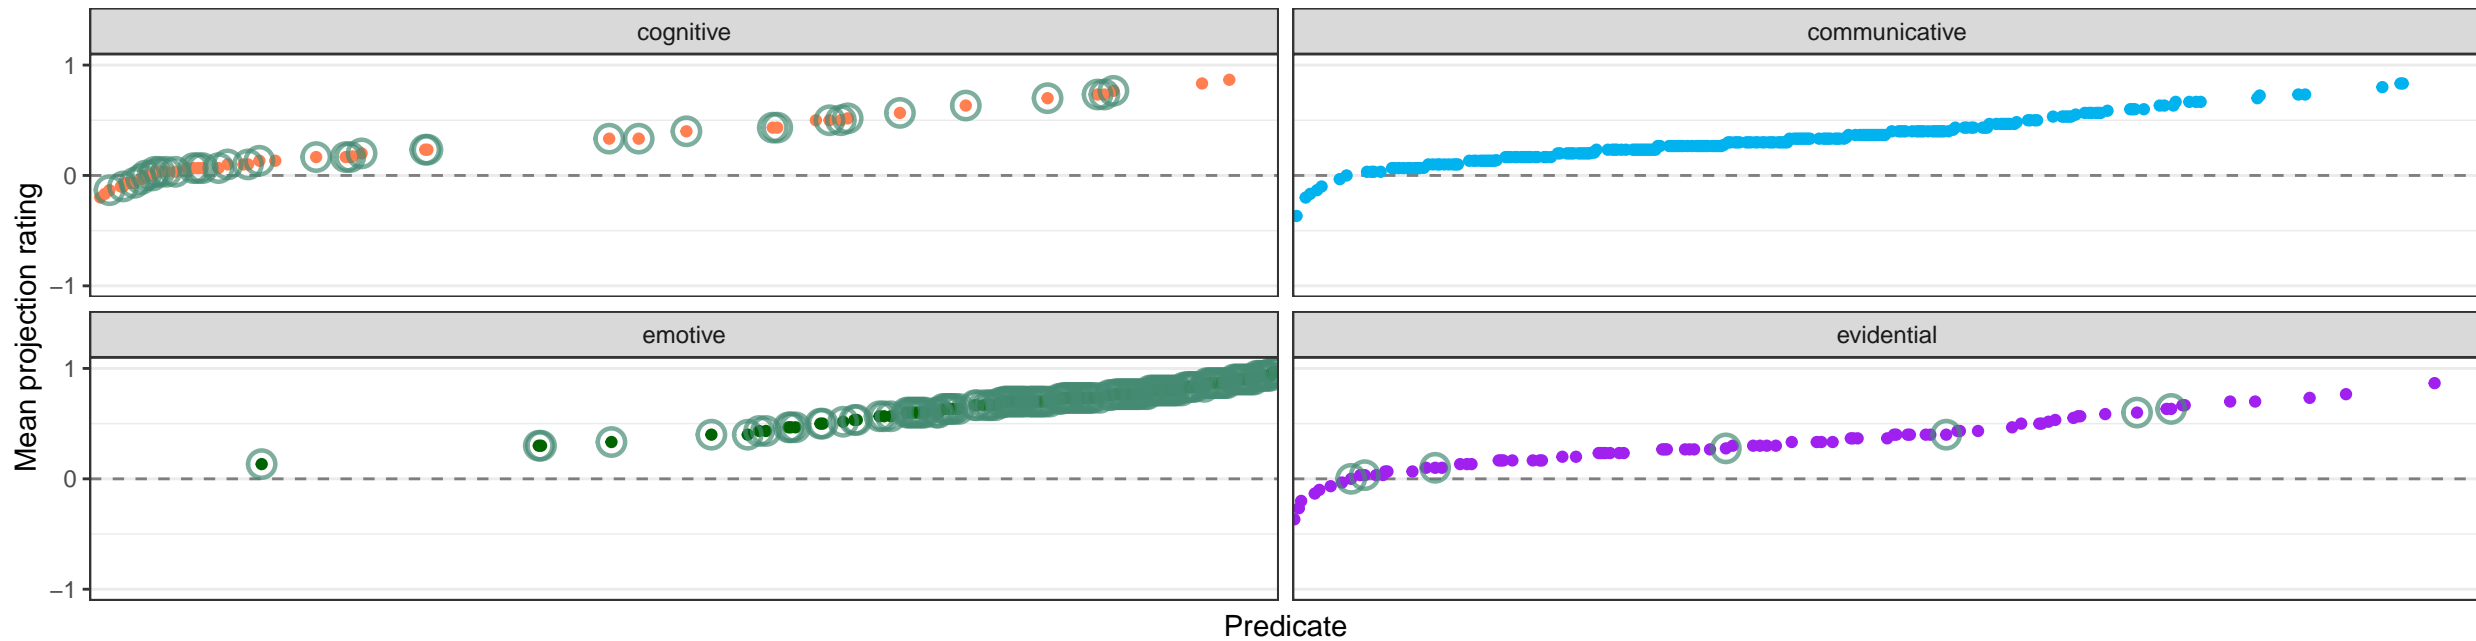 cognitive
communicative
1
0
−1
emotive
evidential
1
0
−1
Mean projection rating
Predicate